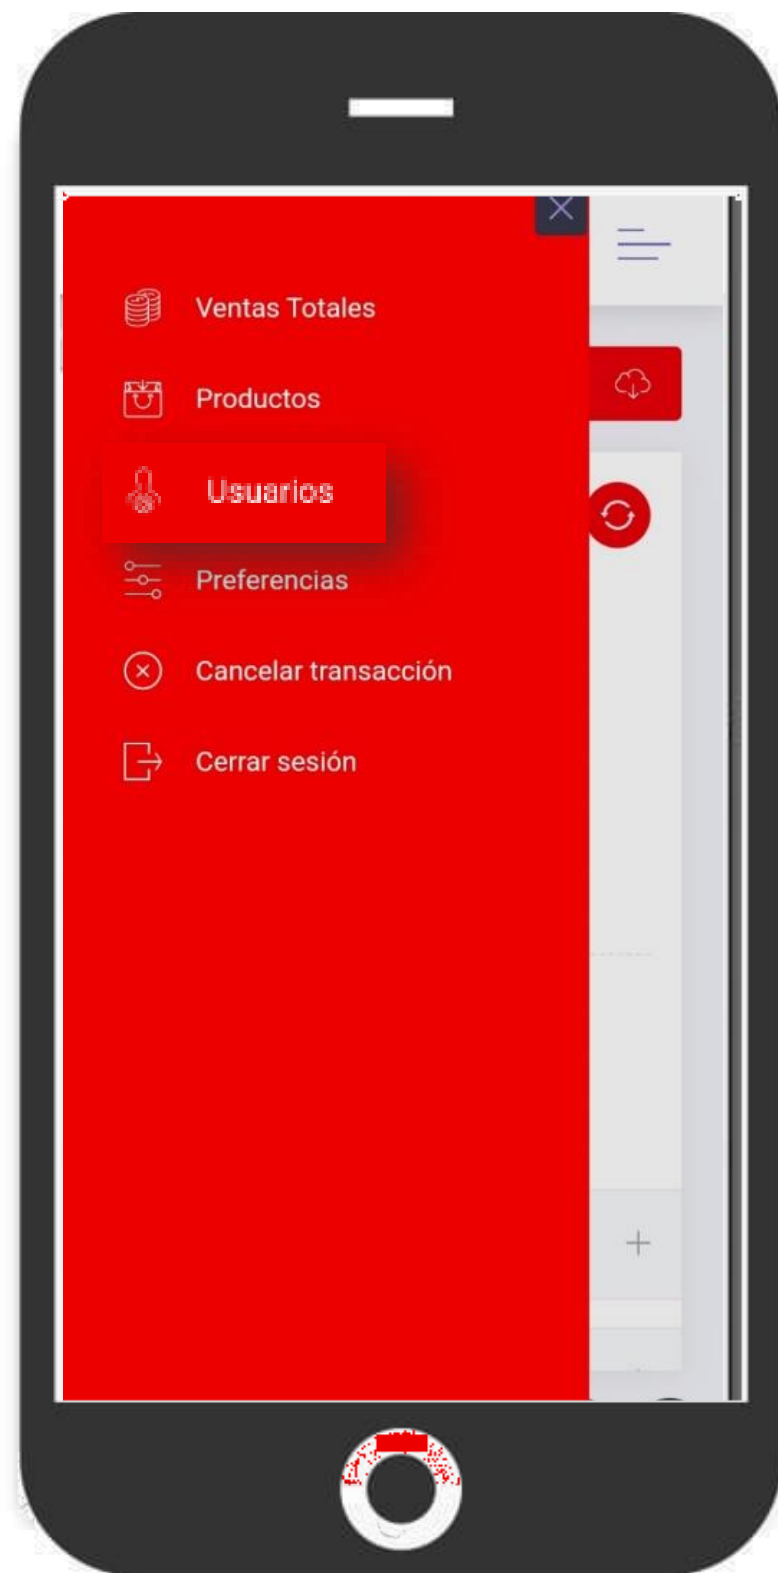 Ventas Totales
Productos
Usuarios
Preferencias
Cancelar transacción
Cerrar sesión